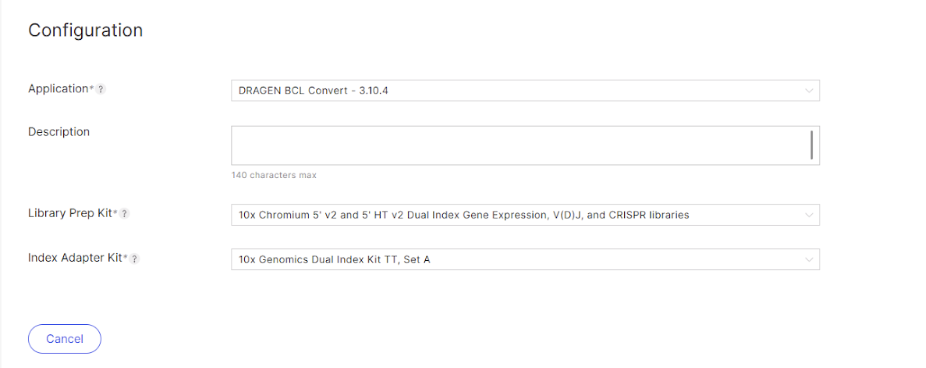 Configuration
Application* ?
DRAGEN BCL Convert - 3.10.4
Description
140 characters max
Library Prep Kit* ?
10x Chromium 5' v2 and 5' HT v2 Dual Index Gene Expression, V(D)J, and CRISPR libraries
Index Adapter Kit* ?
10x Genomics Dual Index Kit TT, Set A
Cancel